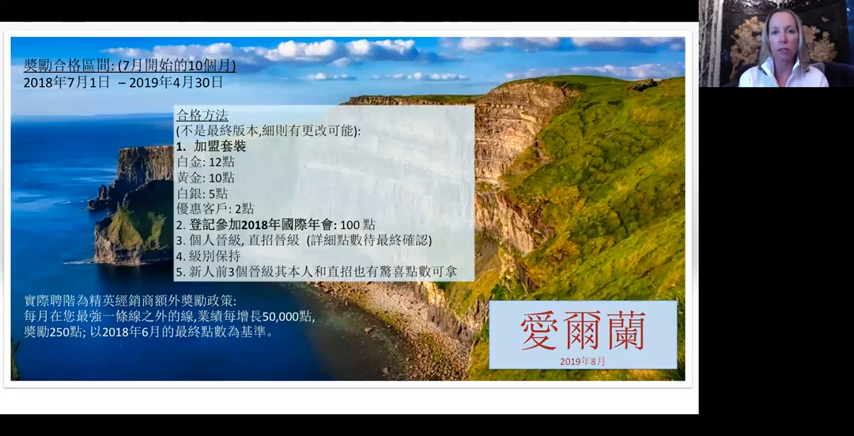 獎勵合格區間: (7月開始的10個月)
2018年7月1日 – 2019年4月30日
合格方法
(不是最終版本,細則有更改可能):
1. 加盟套裝
白金: 12點
黃金: 10點
白銀: 5點
優惠客戶: 2點
2. 登記參加2018年國際年會: 100 點
3. 個人晉級, 直招晉級 (詳細點數待最終確認)
4. 級別保持
5. 新人前3個晉級其本人和直招也有驚喜點數可拿
實際聘階為精英經銷商額外獎勵政策:
每月在您最強一條線之外的線,業績每增長50,000點,
獎勵250點; 以2018年6月的最終點數為基準。
愛爾蘭
2019年8月